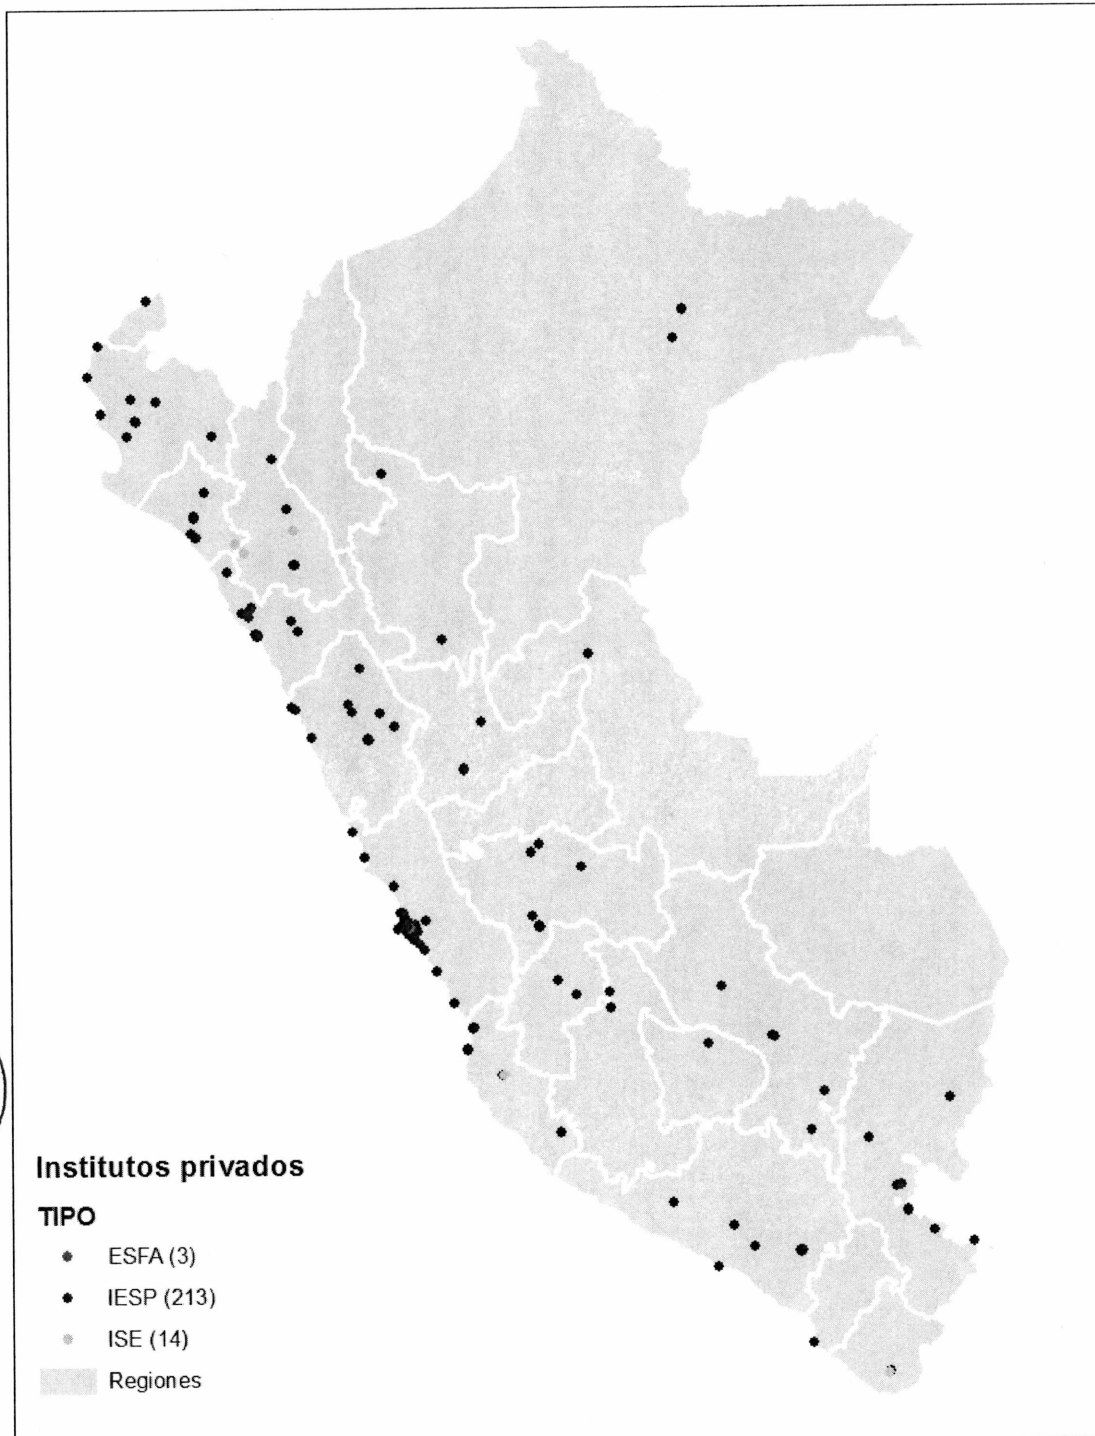 Institutos privados
TIPO
ESFA (3)
IESP (213)
ISE (14)
Regiones